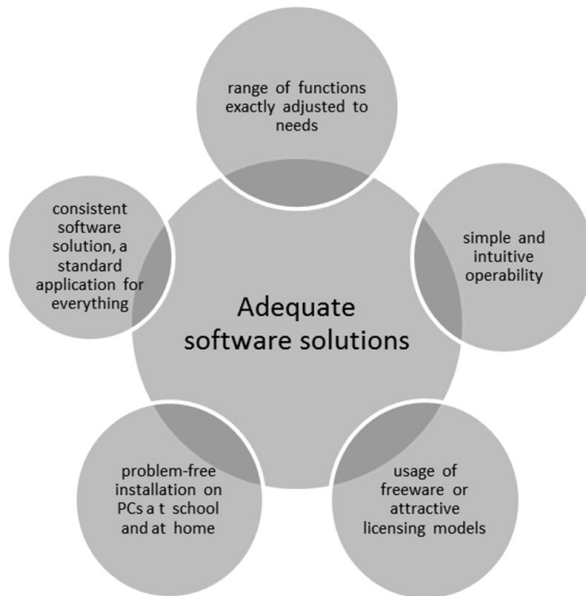 range of functions
exactly adjusted to
needs
consistent
software
solution, a
standard
application for
everything
simple and
intuitive
operability
Adequate
software solutions
problem-free
installation on
PCs a t school
and at home
usage of
freeware or
attractive
licensing models